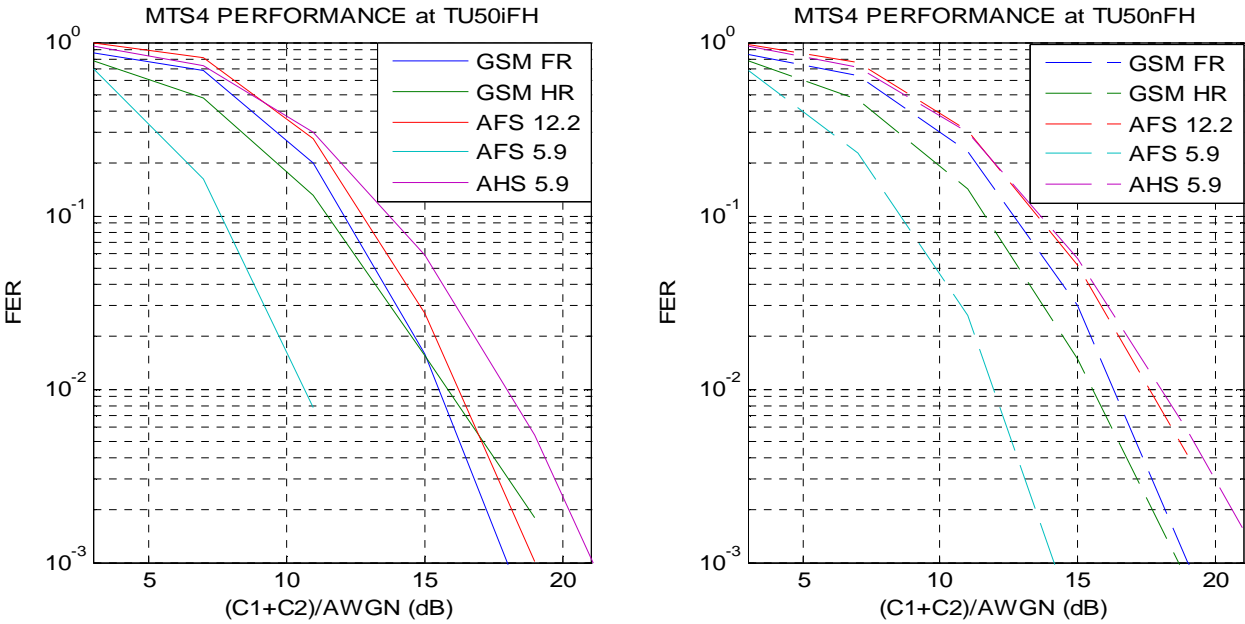 MTS4 PERFORMANCE at TU50iFH
10^0
10^-1
10^-2
10^-3
FER
5 10 15 20
(C1+C2)/AWGN (dB)
GSM FR
GSM HR
AFS 12.2
AFS 5.9
AHS 5.9
MTS4 PERFORMANCE at TU50nFH
10^0
10^-1
10^-2
10^-3
FER
5 10 15 20
(C1+C2)/AWGN (dB)
GSM FR
GSM HR
AFS 12.2
AFS 5.9
AHS 5.9